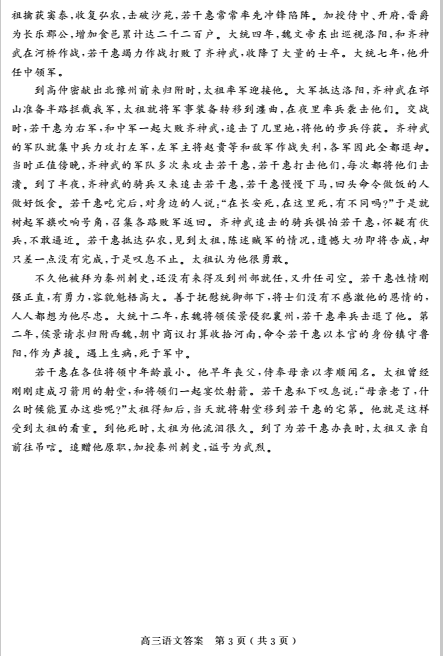 祖擒获窦泰,收复弘农,击破沙苑,若干惠常常率先冲锋陷阵。加授侍中、开府,晋爵
为长乐郡公,增加食邑累计达二千二百户。大统四年,魏文帝东出巡视洛阳,和齐神
武在河桥作战,若干惠竭力作战打败了齐神武,收降了大量的士卒。大统七年,他升
任中领军。
到高仲密献出北豫州前来归附时,太祖率军迎接他。大军抵达洛阳,齐神武在邙
山准备半路拦截我军,太祖就将军事装备转移到瀍曲,在夜里率兵袭击他们。交战
时,若干惠为右军,和中军一起大败齐神武,追击了几里地,将他的步兵俘获。齐神武
的军队就集中兵力攻打左军,左军主将赵贵等和敌军作战失利,各军因此全都退却。
当时正值傍晚,齐神武的军队多次来攻击若干惠,若干惠打击他们,每次都将他们击
溃。到了半夜,齐神武的骑兵又来追击若干惠,若干惠慢慢下马,回头命令做饭的人
做好饭食。若干惠吃完后,对身边的人说:“在长安死,在这里死,有不同吗?”于是就
树起军旗吹响号角,召集各路败军返回。齐神武追击的骑兵惧怕若干惠,怀疑有伏
兵,不敢逼近。若干惠抵达弘农,见到太祖,陈述贼军的情况,遗憾大功即将告成,却
只差一点没有完成,于是叹息不止。太祖认为他很勇敢。
不久他被拜为秦州刺史,还没有来得及到州部就任,又升任司空。若干惠性情刚
强正直,有勇力,容貌魁梧高大。善于抚慰统御部下,将士们没有不感激他的恩情的,
人人都想为他尽忠。大统十二年,东魏将领侯景侵犯襄州,若干惠率兵击退了他。第
二年,侯景请求归附西魏,朝中商议打算收拾河南,命令若干惠以本官的身份镇守鲁
阳,作为声援。遇上生病,死于军中。
若干惠在各位将领中年龄最小。他早年丧父,侍奉母亲以孝顺闻名。太祖曾经
刚刚建成习箭用的射堂,和将领们一起宴饮射箭。若干惠私下叹息说:“母亲老了,什
么时候能置办这些呢?”太祖得知后,当天就将射堂移到若干惠的宅第。他就是这样
受到太祖的看重。到他死时,太祖为他流泪很久。到了为若干惠办丧时,太祖又亲自
前往吊唁。追赠他原职,加授秦州刺史,谥号为武烈。
高三语文答案 第3页(共3页)